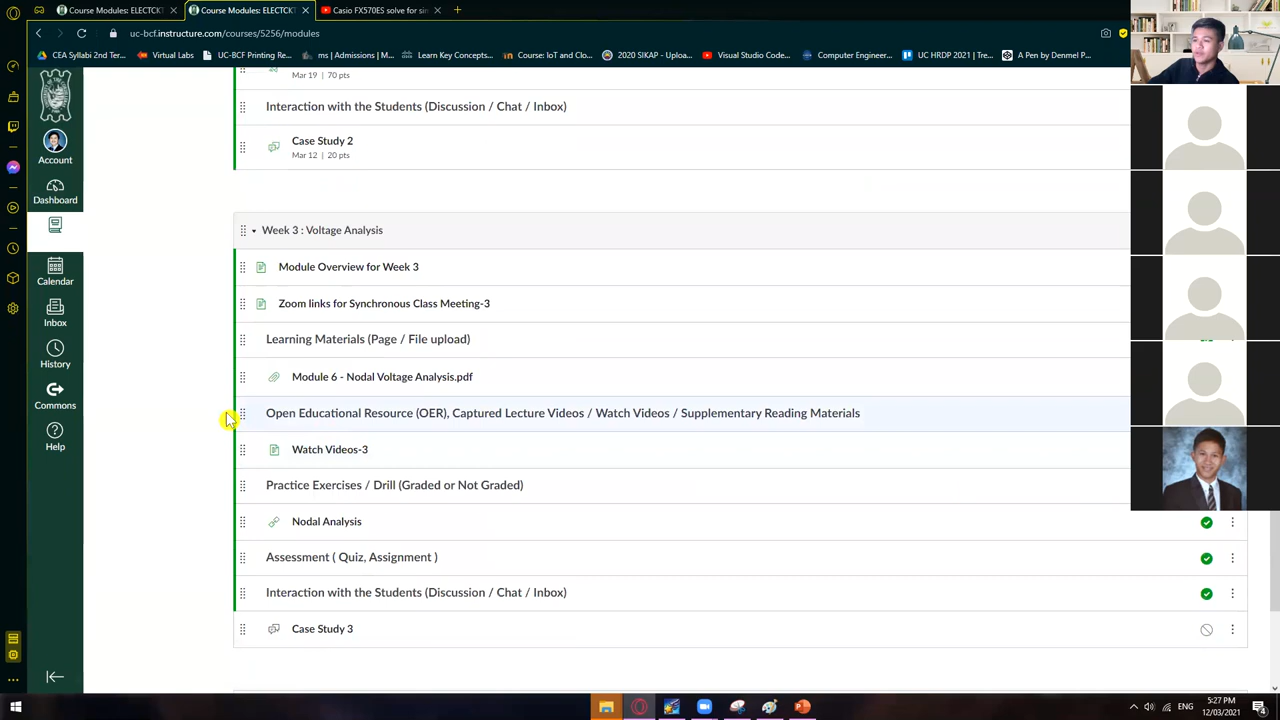 Course Modules: ELECTCKT
Course Modules: ELECTCKT
Casio FX570ES solve for sin
uc-bcf.instructure.com/courses/5256/modules
CEA Syllabi 2nd Ter...
Virtual Labs
UC-BCF Printing Re...
ms | Admissions | M...
Learn Key Concepts...
Course: IoT and Clo...
2020 SIKAP - Uploa...
Visual Studio Code...
Computer Engineer...
UC HRDP 2021 | Tre...
A Pen by Denmel P...
Mar 19 | 70 pts
Interaction with the Students (Discussion / Chat / Inbox)
Case Study 2
Mar 12 | 20 pts
Account
Dashboard
Calendar
Inbox
History
Commons
Help
Week 3 : Voltage Analysis
Module Overview for Week 3
Zoom links for Synchronous Class Meeting-3
Learning Materials (Page / File upload)
Module 6 - Nodal Voltage Analysis.pdf
Open Educational Resource (OER), Captured Lecture Videos / Watch Videos / Supplementary Reading Materials
Watch Videos-3
Practice Exercises / Drill (Graded or Not Graded)
Nodal Analysis
Assessment ( Quiz, Assignment )
Interaction with the Students (Discussion / Chat / Inbox)
Case Study 3
ENG
5:27 PM
12/03/2021
4